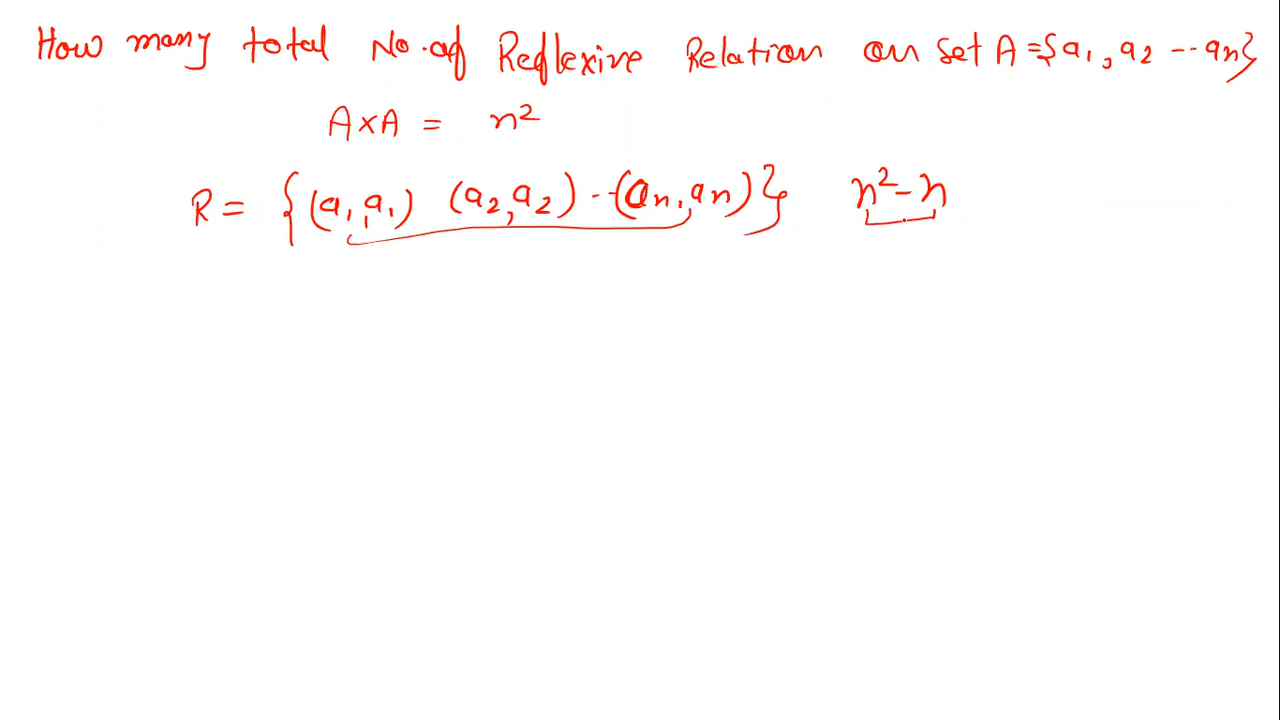 How many total No. of Reflexive Relation on set A={a1, a2 -- an}
A×A = n²
R = {(a1,a1) (a2,a2) --(an,an)} n²-n